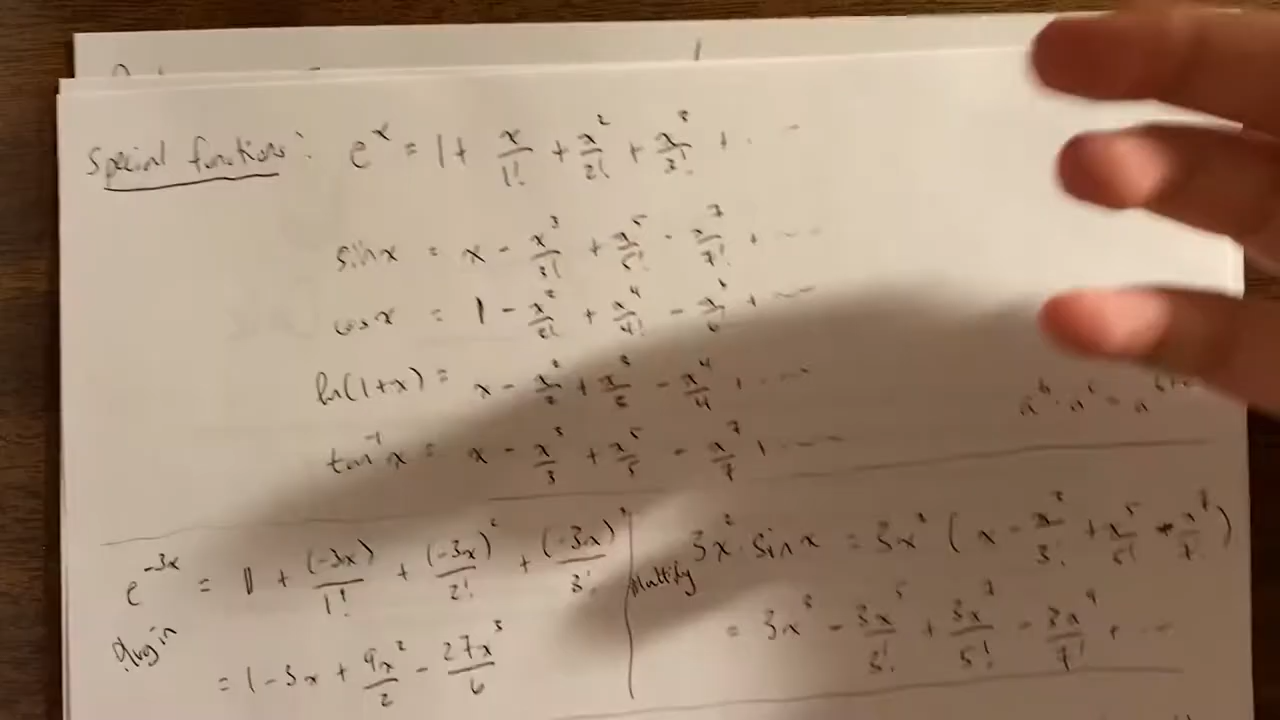 Special functions: e^x = 1 + x/1! + x^2/2! + x^3/3! + ...
sin x = x - x^3/3! + x^5/5! - x^7/7! + ...
cos x = 1 - x^2/2! + x^4/4! - x^6/6 + ...
ln(1+x) = x - x^2/2 + x^3/3 - x^4/4 + ...
tan^-1 x = x - x^3/3 + x^5/5 - x^7/7 + ...
e^-3x = 1 + (-3x)/1! + (-3x)^2/2! + (-3x)^3/3!
Plug in
= 1 - 3x + 9x^2/2 - 27x^3/6
3x^2 · sin x = 3x^2 (x - x^3/3! + x^5/5! - x^7/7!)
Multiply
= 3x^3 - 3x^5/3! + 3x^7/5! - 3x^9/7! + ...